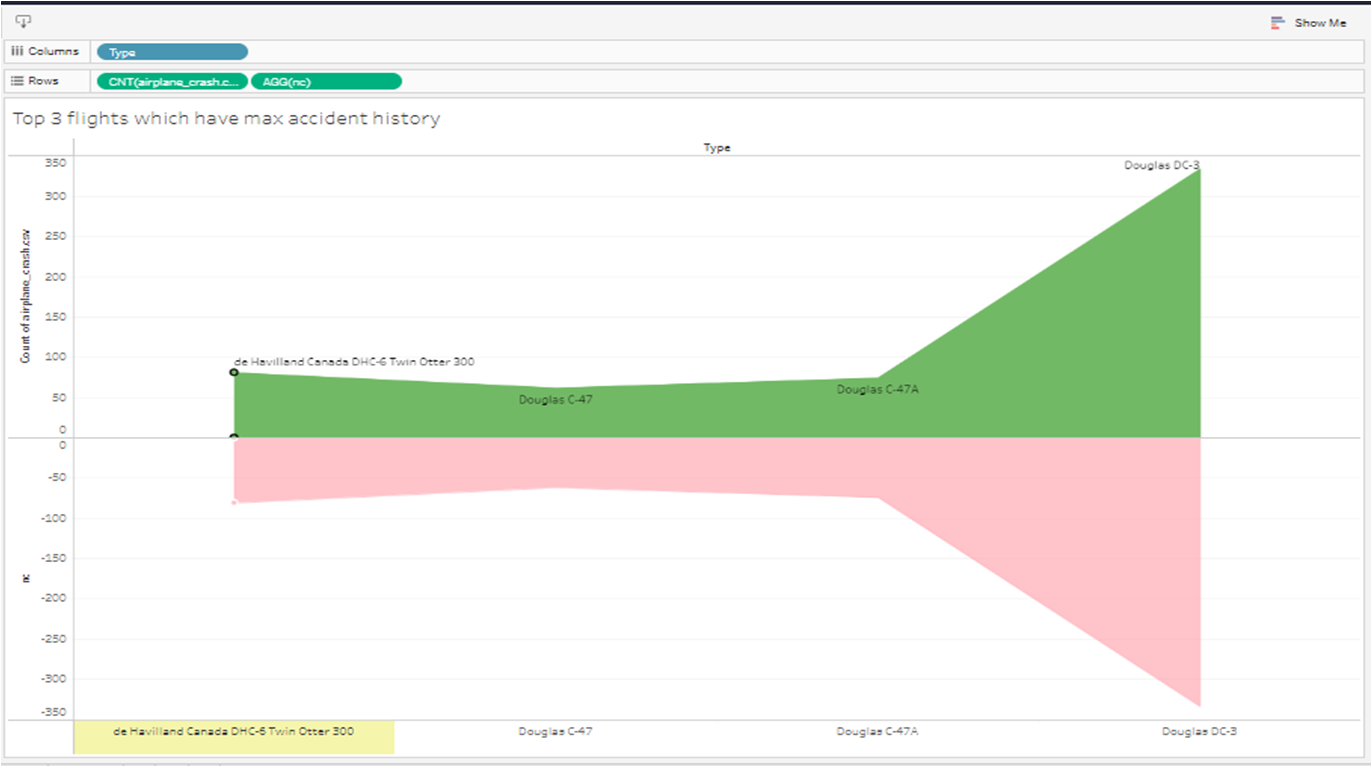 Show Me
Columns
Type
Rows
CNT(airplane_crash.c...
AGG(nc)
Top 3 flights which have max accident history
Type
350
300
250
200
150
100
50
0
Count of airplane_crash.csv
Douglas DC-3
de Havilland Canada DHC-6 Twin Otter 300
Douglas C-47
Douglas C-47A
0
-50
-100
-150
-200
-250
-300
-350
nc
de Havilland Canada DHC-6 Twin Otter 300
Douglas C-47
Douglas C-47A
Douglas DC-3